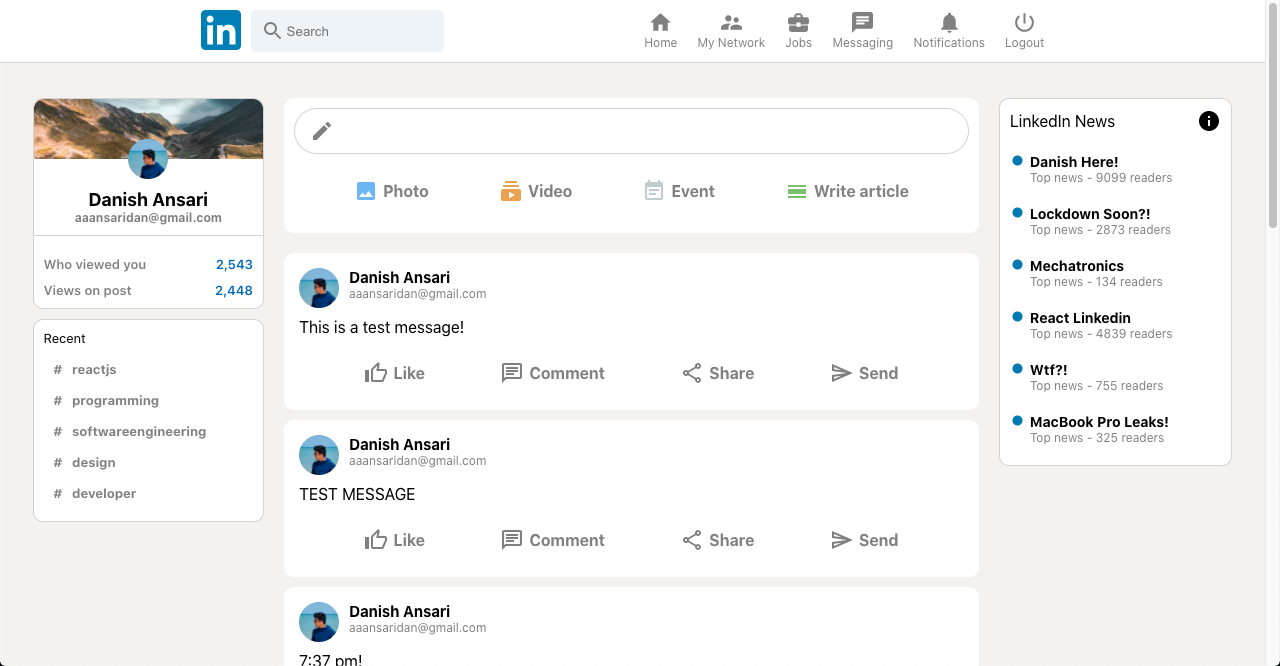 in
Search
Home
My Network
Jobs
Messaging
Notifications
Logout
Danish Ansari
aaansaridan@gmail.com
Who viewed you 2,543
Views on post 2,448
Recent
# reactjs
# programming
# softwareengineering
# design
# developer
Photo
Video
Event
Write article
Danish Ansari
aaansaridan@gmail.com
This is a test message!
Like
Comment
Share
Send
Danish Ansari
aaansaridan@gmail.com
TEST MESSAGE
Like
Comment
Share
Send
Danish Ansari
aaansaridan@gmail.com
7:37 pm!
LinkedIn News
Danish Here!
Top news - 9099 readers
Lockdown Soon?!
Top news - 2873 readers
Mechatronics
Top news - 134 readers
React Linkedin
Top news - 4839 readers
Wtf?!
Top news - 755 readers
MacBook Pro Leaks!
Top news - 325 readers